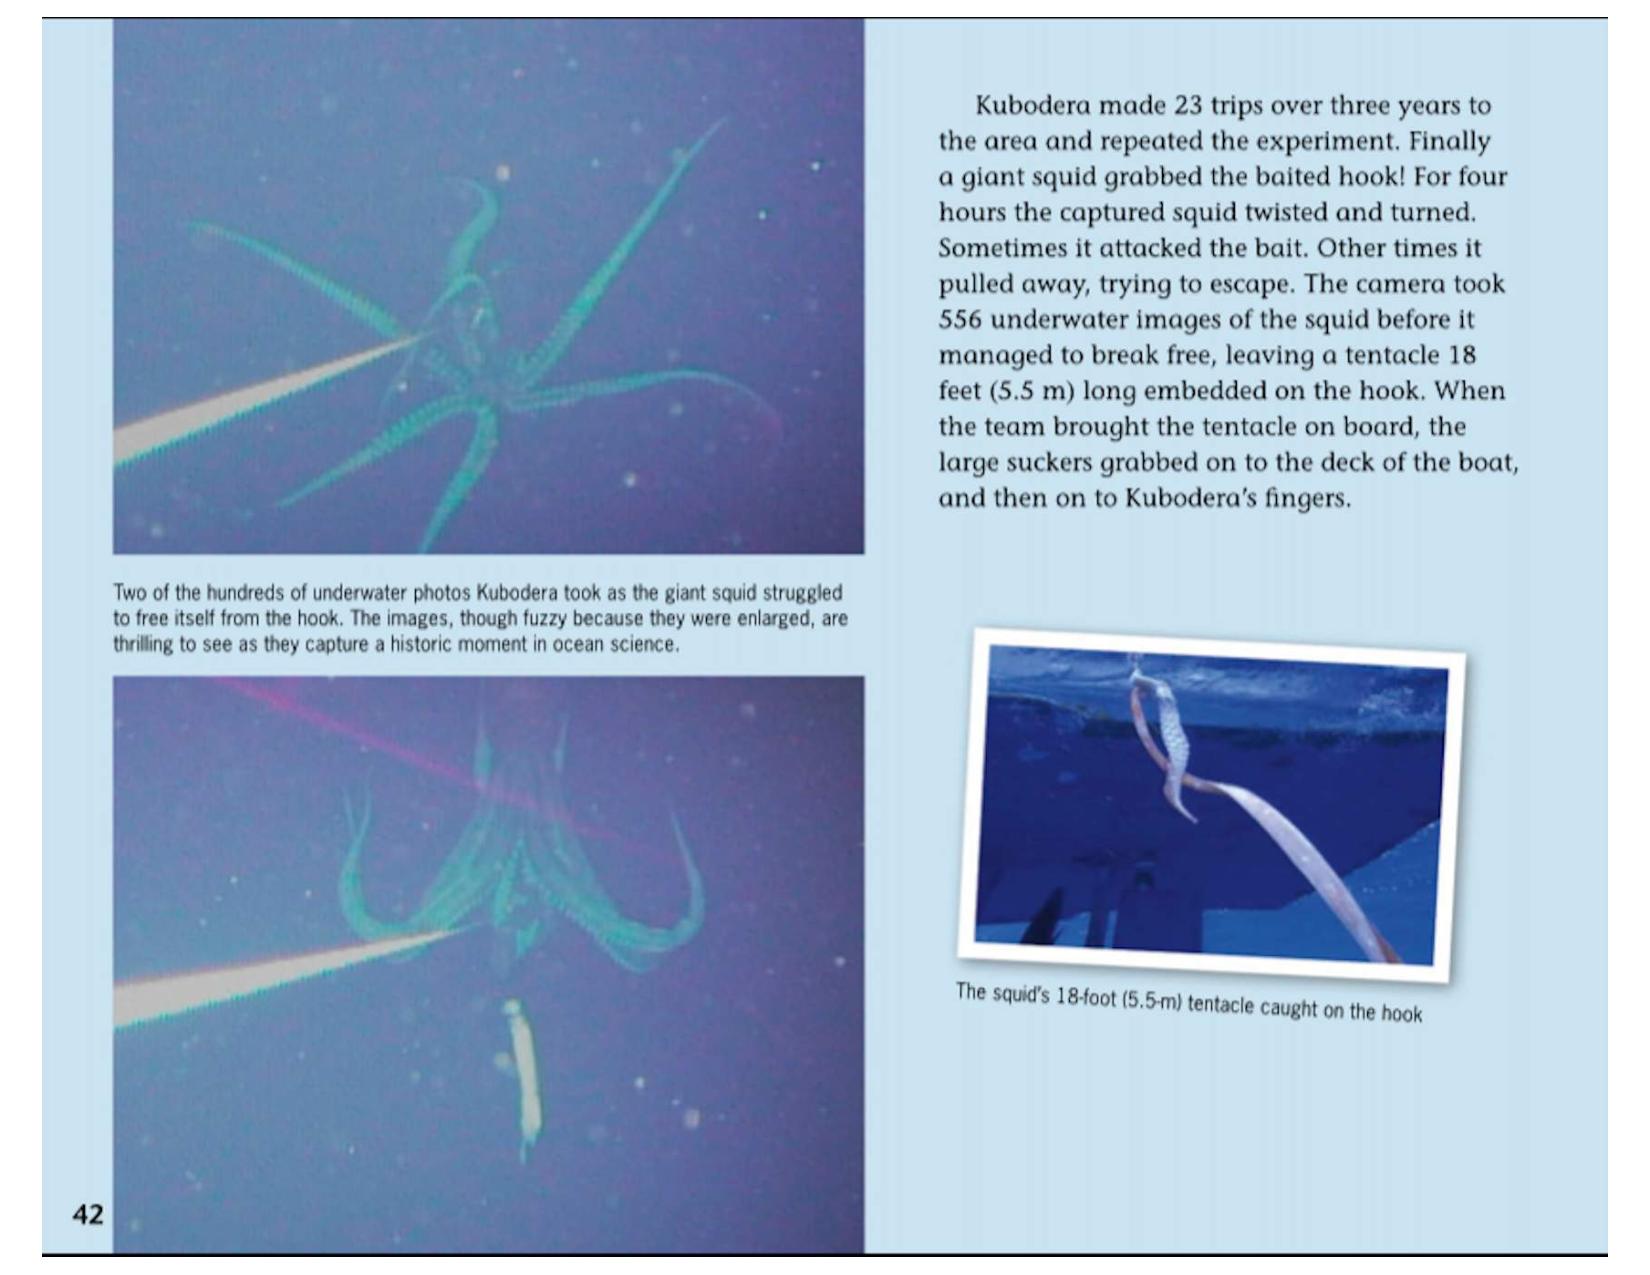 Kubodera made 23 trips over three years to
the area and repeated the experiment. Finally
a giant squid grabbed the baited hook! For four
hours the captured squid twisted and turned.
Sometimes it attacked the bait. Other times it
pulled away, trying to escape. The camera took
556 underwater images of the squid before it
managed to break free, leaving a tentacle 18
feet (5.5 m) long embedded on the hook. When
the team brought the tentacle on board, the
large suckers grabbed on to the deck of the boat,
and then on to Kubodera's fingers.
Two of the hundreds of underwater photos Kubodera took as the giant squid struggled
to free itself from the hook. The images, though fuzzy because they were enlarged, are
thrilling to see as they capture a historic moment in ocean science.
The squid's 18-foot (5.5-m) tentacle caught on the hook
42